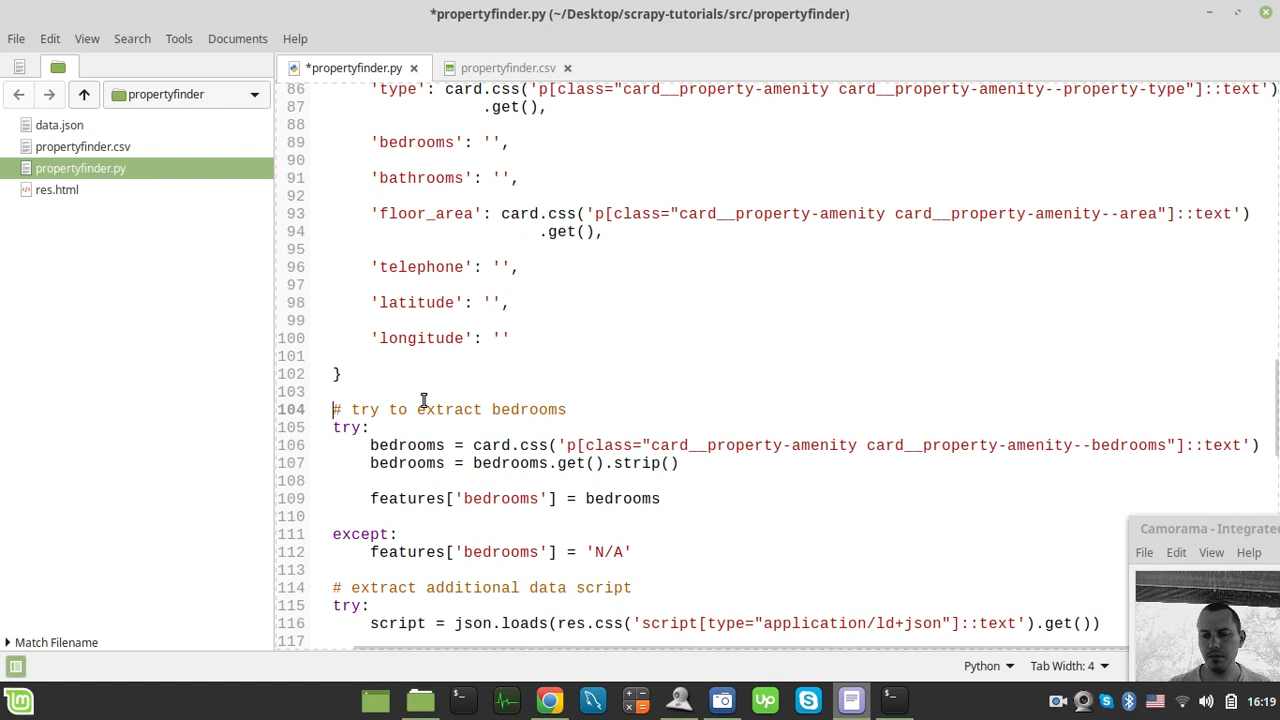 *propertyfinder.py (~/Desktop/scrapy-tutorials/src/propertyfinder)
File Edit View Search Tools Documents Help
*propertyfinder.py propertyfinder.csv
propertyfinder
data.json
propertyfinder.csv
propertyfinder.py
res.html
Match Filename
86 'type': card.css('p[class="card__property-amenity card__property-amenity--property-type"]::text')
87 .get(),
88
89 'bedrooms': '',
90
91 'bathrooms': '',
92
93 'floor_area': card.css('p[class="card__property-amenity card__property-amenity--area"]::text')
94 .get(),
95
96 'telephone': '',
97
98 'latitude': '',
99
100 'longitude': ''
101
102 }
103
104 # try to extract bedrooms
105 try:
106 bedrooms = card.css('p[class="card__property-amenity card__property-amenity--bedrooms"]::text')
107 bedrooms = bedrooms.get().strip()
108
109 features['bedrooms'] = bedrooms
110
111 except:
112 features['bedrooms'] = 'N/A'
113
114 # extract additional data script
115 try:
116 script = json.loads(res.css('script[type="application/ld+json"]::text').get())
117
Camorama - Integrated
File Edit View Help
Python Tab Width: 4
16:19